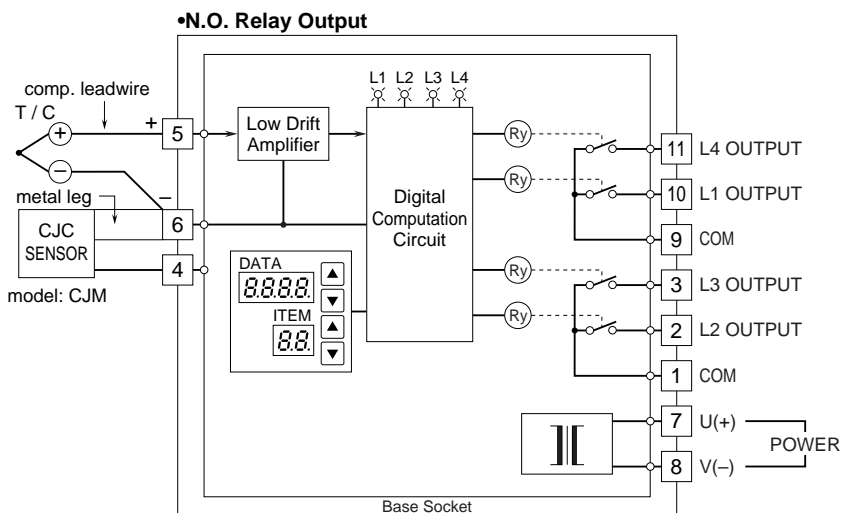 •N.O. Relay Output
L1 L2 L3 L4
comp. leadwire
T / C
+
+
5
Low Drift
Amplifier
Ry
11 L4 OUTPUT
–
–
metal leg
CJC
SENSOR
6
Digital
Computation
Circuit
Ry
10 L1 OUTPUT
9 COM
4
model: CJM
DATA
8.8.8.8.
▲
▼
ITEM
8.8.
▲
▼
Ry
3 L3 OUTPUT
Ry
2 L2 OUTPUT
1 COM
7 U(+)
POWER
8 V(–)
Base Socket